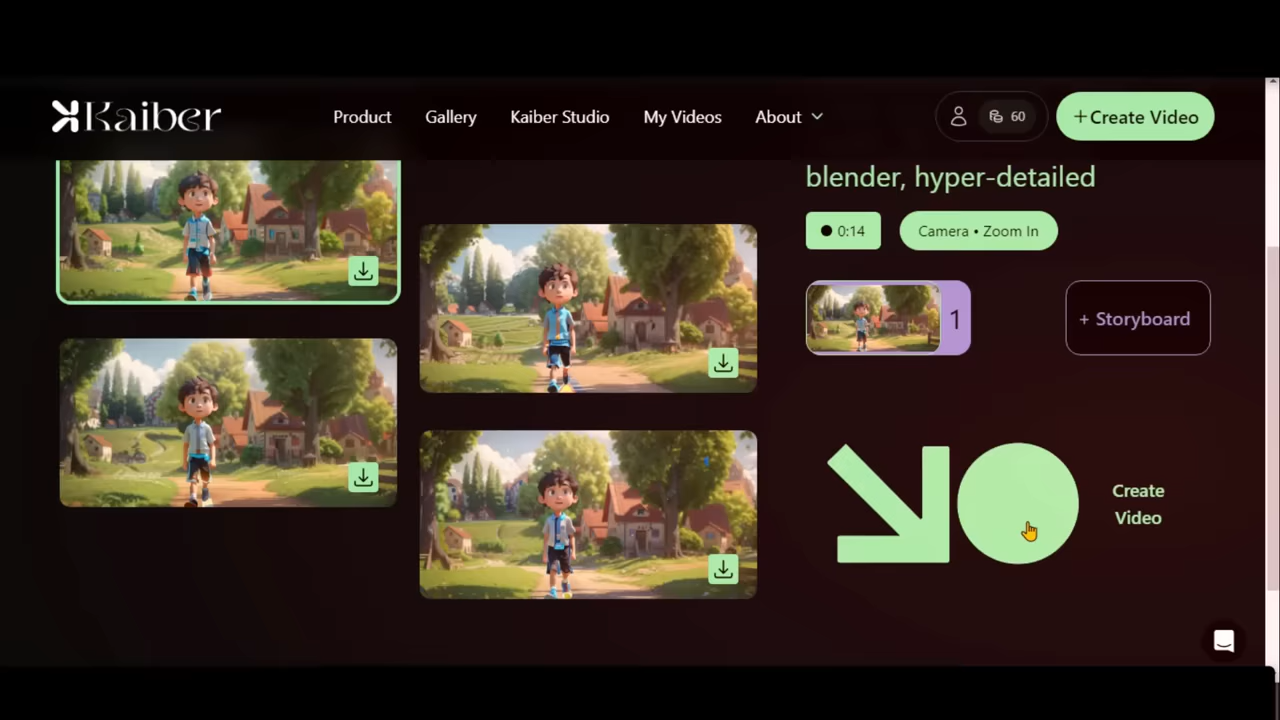 Kaiber
Product
Gallery
Kaiber Studio
My Videos
About
60
+Create Video
blender, hyper-detailed
0:14
Camera • Zoom In
1
+ Storyboard
Create
Video